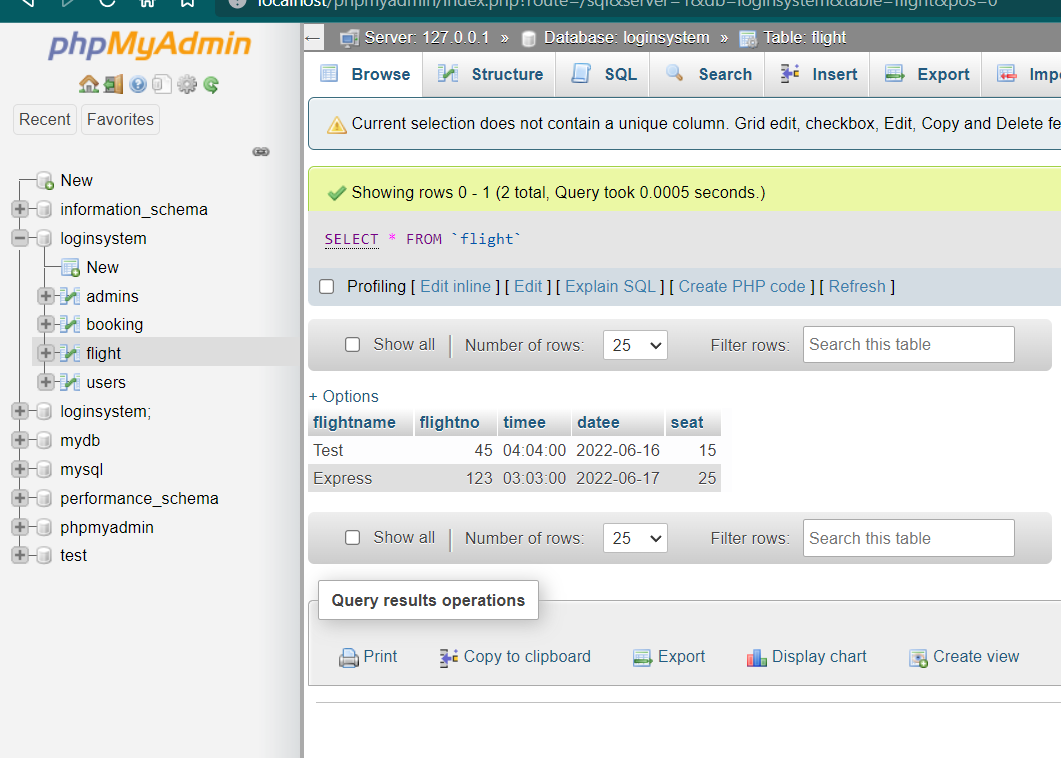 localhost/phpmyadmin/index.php?route=/sql&server=1&db=loginsystem&table=flight&pos=0
phpMyAdmin
Recent Favorites
New
information_schema
loginsystem
New
admins
booking
flight
users
loginsystem;
mydb
mysql
performance_schema
phpmyadmin
test
Server: 127.0.0.1 » Database: loginsystem » Table: flight
Browse Structure SQL Search Insert Export Impo
Current selection does not contain a unique column. Grid edit, checkbox, Edit, Copy and Delete fe
Showing rows 0 - 1 (2 total, Query took 0.0005 seconds.)
SELECT * FROM `flight`
Profiling [ Edit inline ] [ Edit ] [ Explain SQL ] [ Create PHP code ] [ Refresh ]
Show all Number of rows: 25 Filter rows: Search this table
+ Options
flightname flightno timee datee seat
Test 45 04:04:00 2022-06-16 15
Express 123 03:03:00 2022-06-17 25
Show all Number of rows: 25 Filter rows: Search this table
Query results operations
Print Copy to clipboard Export Display chart Create view